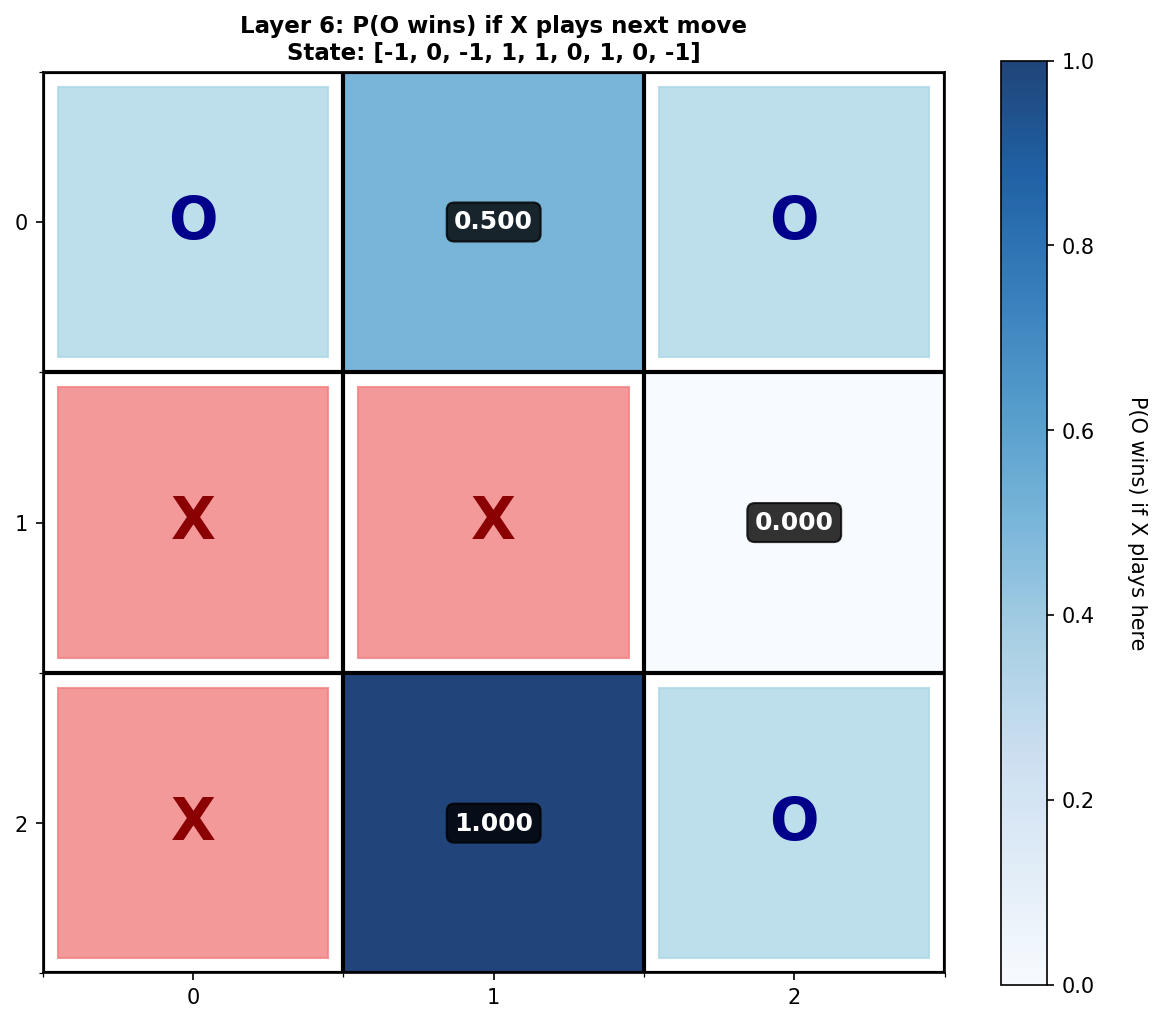 Layer 6: P(O wins) if X plays next move
State: [-1, 0, -1, 1, 1, 0, 1, 0, -1]
0
O
0.500
O
1
X
X
0.000
2
X
1.000
O
0
1
2
1.0
0.8
0.6
0.4
0.2
0.0
P(O wins) if X plays here